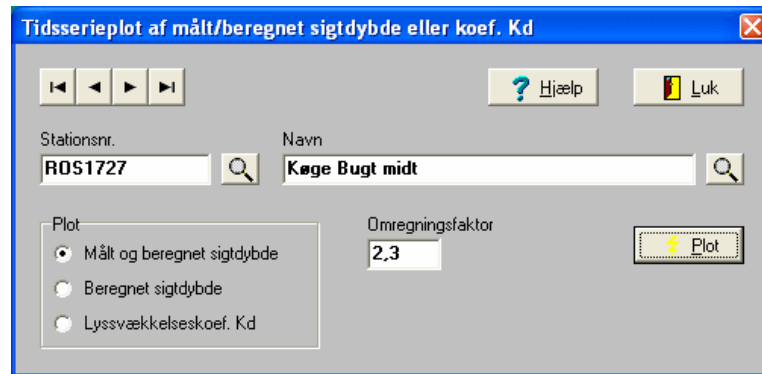 Tidsserieplot af målt/beregnet sigtdybde eller koef. Kd
Hjælp
Luk
Stationsnr.
Navn
ROS1727
Køge Bugt midt
Plot
Omregningsfaktor
Målt og beregnet sigtdybde
2,3
Plot
Beregnet sigtdybde
Lyssvækkelseskoef. Kd